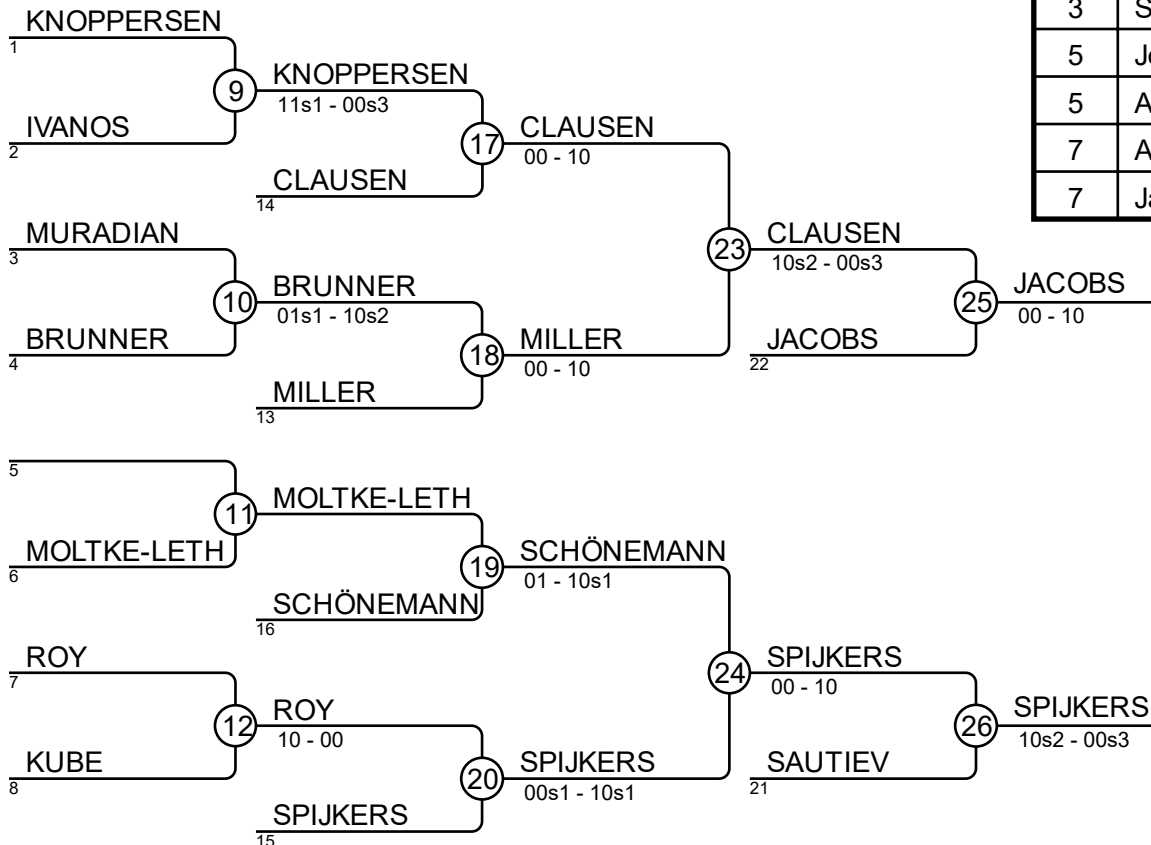 KNOPPERSEN
1
9
KNOPPERSEN
11s1 - 00s3
IVANOS
2
17
CLAUSEN
00 - 10
CLAUSEN
14
MURADIAN
3
10
BRUNNER
01s1 - 10s2
BRUNNER
4
18
MILLER
00 - 10
MILLER
13
23
CLAUSEN
10s2 - 00s3
JACOBS
22
25
JACOBS
00 - 10
5
11
MOLTKE-LETH
MOLTKE-LETH
6
19
SCHÖNEMANN
01 - 10s1
SCHÖNEMANN
16
ROY
7
12
ROY
10 - 00
KUBE
8
20
SPIJKERS
00s1 - 10s1
SPIJKERS
15
24
SPIJKERS
00 - 10
SAUTIEV
21
26
SPIJKERS
10s2 - 00s3
3 S
5
5 A
7 A
7